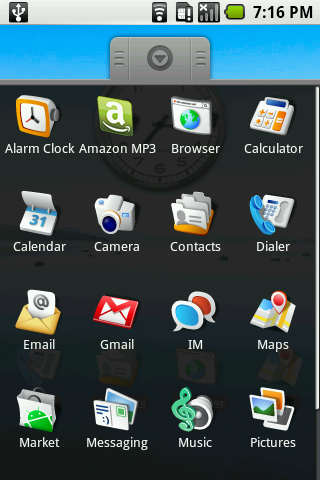 7:16 PM
Alarm Clock Amazon MP3 Browser Calculator
31
Calendar Camera Contacts Dialer
Email Gmail IM Maps
Market Messaging Music Pictures